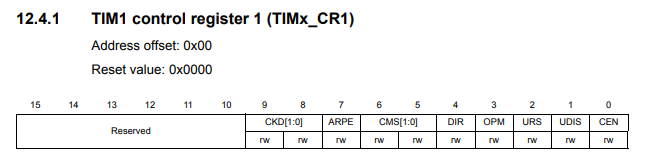 12.4.1 TIM1 control register 1 (TIMx_CR1)
Address offset: 0x00
Reset value: 0x0000
15 14 13 12 11 10 9 8 7 6 5 4 3 2 1 0
Reserved CKD[1:0] ARPE CMS[1:0] DIR OPM URS UDIS CEN
rw rw rw rw rw rw rw rw rw rw